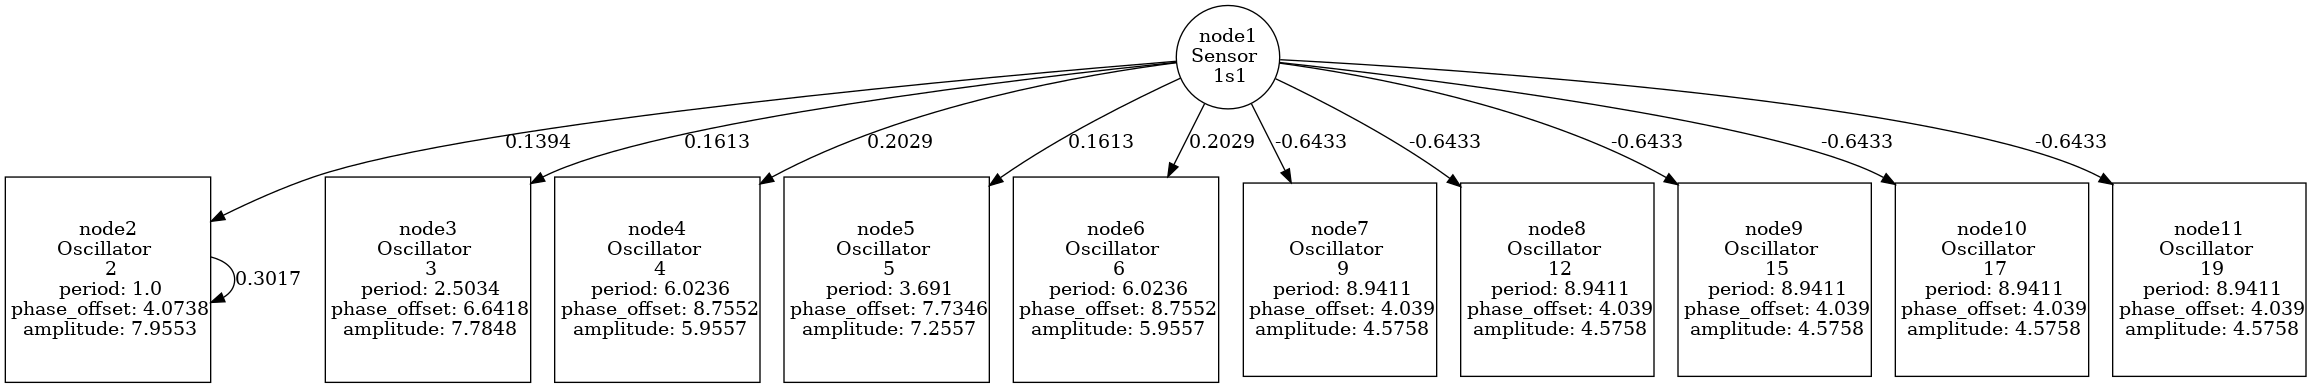 node1
Sensor
1s1
0.1394
0.1613
0.2029
0.1613
0.2029
-0.6433
-0.6433
-0.6433
-0.6433
-0.6433
node2
Oscillator
2
period: 1.0
phase_offset: 4.0738
amplitude: 7.9553
0.3017
node3
Oscillator
3
period: 2.5034
phase_offset: 6.6418
amplitude: 7.7848
node4
Oscillator
4
period: 6.0236
phase_offset: 8.7552
amplitude: 5.9557
node5
Oscillator
5
period: 3.691
phase_offset: 7.7346
amplitude: 7.2557
node6
Oscillator
6
period: 6.0236
phase_offset: 8.7552
amplitude: 5.9557
node7
Oscillator
9
period: 8.9411
phase_offset: 4.039
amplitude: 4.5758
node8
Oscillator
12
period: 8.9411
phase_offset: 4.039
amplitude: 4.5758
node9
Oscillator
15
period: 8.9411
phase_offset: 4.039
amplitude: 4.5758
node10
Oscillator
17
period: 8.9411
phase_offset: 4.039
amplitude: 4.5758
node11
Oscillator
19
period: 8.9411
phase_offset: 4.039
amplitude: 4.5758